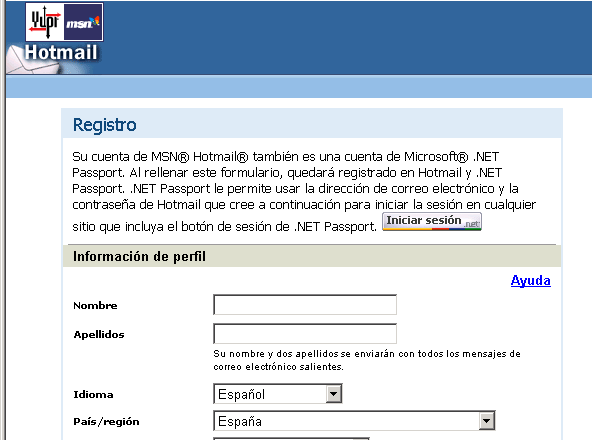 Yupi msn
Hotmail
Registro
Su cuenta de MSN® Hotmail® también es una cuenta de Microsoft® .NET
Passport. Al rellenar este formulario, quedará registrado en Hotmail y .NET
Passport. .NET Passport le permite usar la dirección de correo electrónico y la
contraseña de Hotmail que cree a continuación para iniciar la sesión en cualquier
sitio que incluya el botón de sesión de .NET Passport. Iniciar sesión .net
Información de perfil
Ayuda
Nombre
Apellidos
Su nombre y dos apellidos se enviarán con todos los mensajes de
correo electrónico salientes.
Idioma Español
País/región España